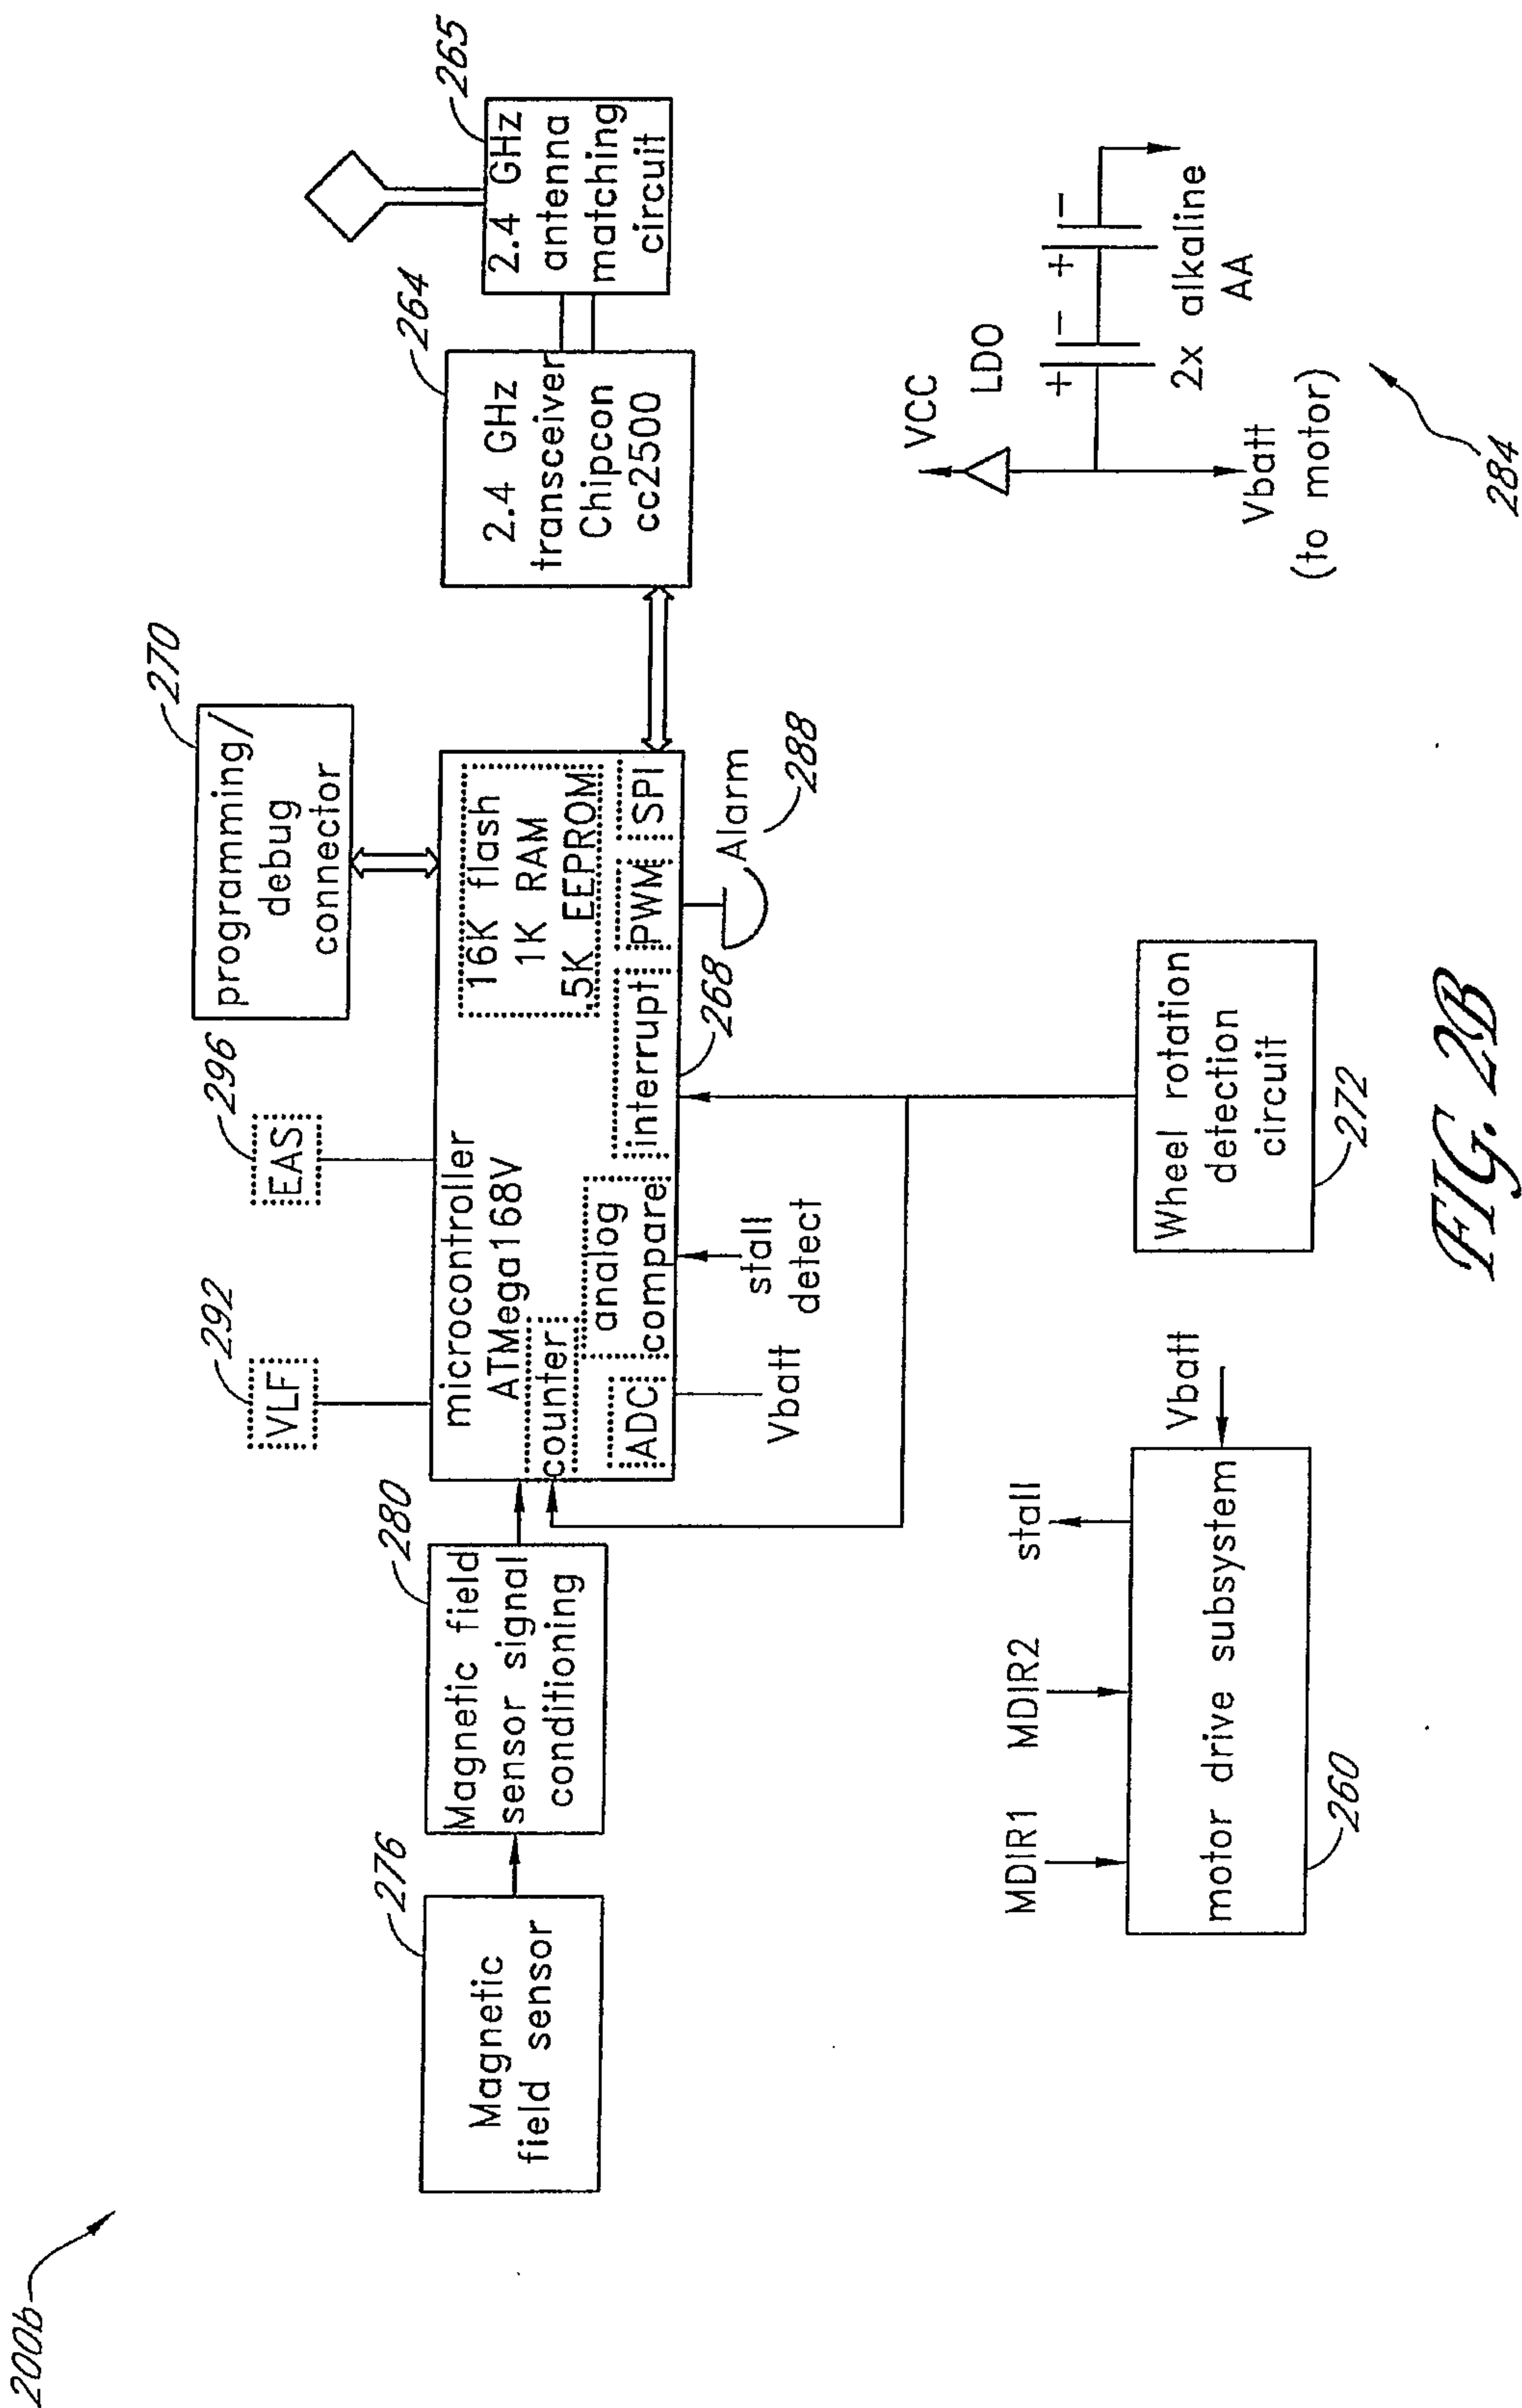 200b
292
VLF
296
EAS
270
programming/
debug
connector
276
Magnetic
field sensor
280
Magnetic field
sensor signal
conditioning
microcontroller
ATMega168V
counter
16K flash
1K RAM
.5K EEPROM
ADC
analog
compare
interrupt
PWM
SPI
264
2.4 GHz
transceiver
Chipcon
cc2500
265
2.4 GHz
antenna
matching
circuit
Vbatt
stall
detect
268
Alarm
288
MDIR1
MDIR2
stall
Vbatt
motor drive subsystem
260
Wheel rotation
detection
circuit
272
VCC
LDO
+ − + −
2x alkaline
AA
Vbatt
(to motor)
284
FIG. 2B